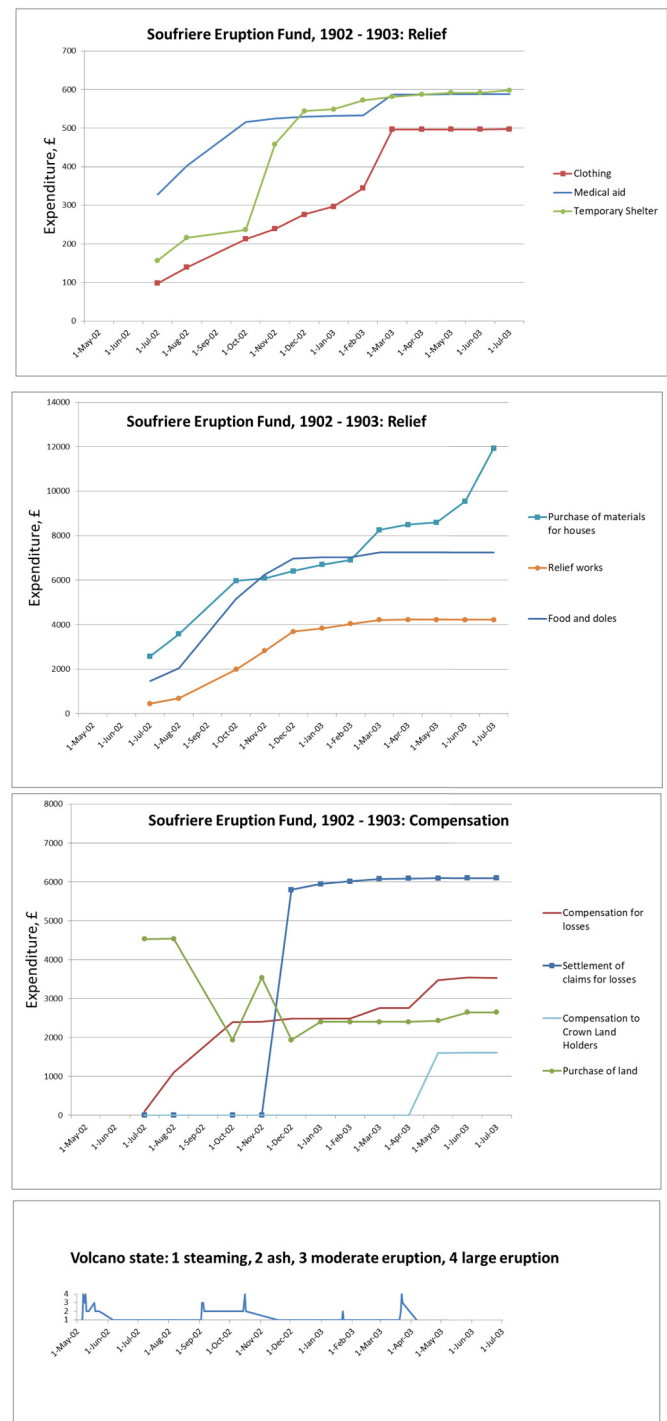 Soufriere Eruption Fund, 1902 - 1903: Relief
700
600
500
400
300
200
100
0
Expenditure, £
1-May-02
1-Jun-02
1-Jul-02
1-Aug-02
1-Sep-02
1-Oct-02
1-Nov-02
1-Dec-02
1-Jan-03
1-Feb-03
1-Mar-03
1-Apr-03
1-May-03
1-Jun-03
1-Jul-03
Clothing
Medical aid
Temporary Shelter
Soufriere Eruption Fund, 1902 - 1903: Relief
14000
12000
10000
8000
6000
4000
2000
0
Expenditure, £
1-May-02
1-Jun-02
1-Jul-02
1-Aug-02
1-Sep-02
1-Oct-02
1-Nov-02
1-Dec-02
1-Jan-03
1-Feb-03
1-Mar-03
1-Apr-03
1-May-03
1-Jun-03
1-Jul-03
Purchase of materials
for houses
Relief works
Food and doles
Soufriere Eruption Fund, 1902 - 1903: Compensation
8000
7000
6000
5000
4000
3000
2000
1000
0
Expenditure, £
1-May-02
1-Jun-02
1-Jul-02
1-Aug-02
1-Sep-02
1-Oct-02
1-Nov-02
1-Dec-02
1-Jan-03
1-Feb-03
1-Mar-03
1-Apr-03
1-May-03
1-Jun-03
1-Jul-03
Compensation for
losses
Settlement of
claims for losses
Compensation to
Crown Land
Holders
Purchase of land
Volcano state: 1 steaming, 2 ash, 3 moderate eruption, 4 large eruption
4
3
2
1
1-May-02
1-Jun-02
1-Jul-02
1-Aug-02
1-Sep-02
1-Oct-02
1-Nov-02
1-Dec-02
1-Jan-03
1-Feb-03
1-Mar-03
1-Apr-03
1-May-03
1-Jun-03
1-Jul-03